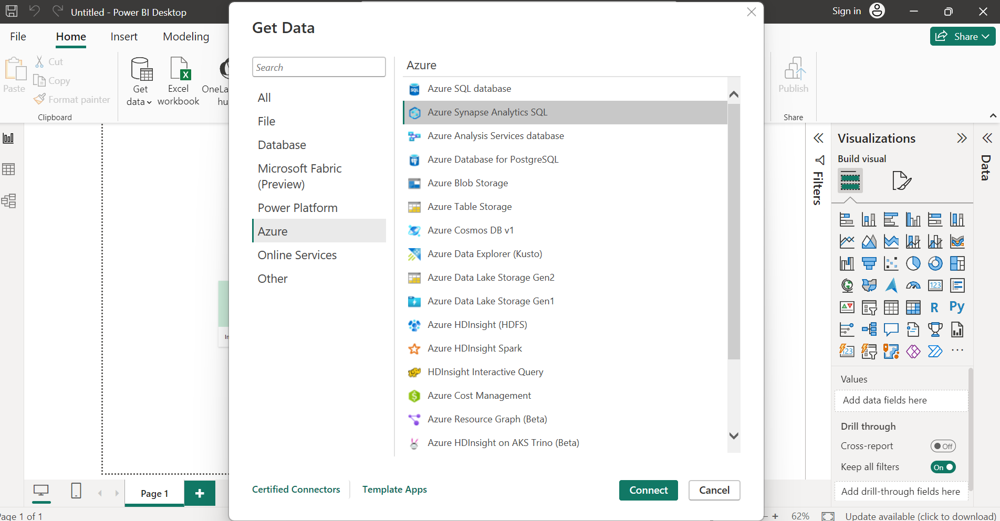 Untitled - Power BI Desktop
Sign in
File
Home
Insert
Modeling
Share
Paste
Cut
Copy
Format painter
Clipboard
Get
data
Excel
workbook
OneLa
hu
Publish
Share
Get Data
Search
All
File
Database
Microsoft Fabric
(Preview)
Power Platform
Azure
Online Services
Other
Azure
Azure SQL database
Azure Synapse Analytics SQL
Azure Analysis Services database
Azure Database for PostgreSQL
Azure Blob Storage
Azure Table Storage
Azure Cosmos DB v1
Azure Data Explorer (Kusto)
Azure Data Lake Storage Gen2
Azure Data Lake Storage Gen1
Azure HDInsight (HDFS)
Azure HDInsight Spark
HDInsight Interactive Query
Azure Cost Management
Azure Resource Graph (Beta)
Azure HDInsight on AKS Trino (Beta)
Certified Connectors
Template Apps
Connect
Cancel
Filters
Visualizations
Build visual
123
R
Py
123
Values
Add data fields here
Drill through
Cross-report
Off
Keep all filters
On
Add drill-through fields here
Data
Page 1
age 1 of 1
62%
Update available (click to download)